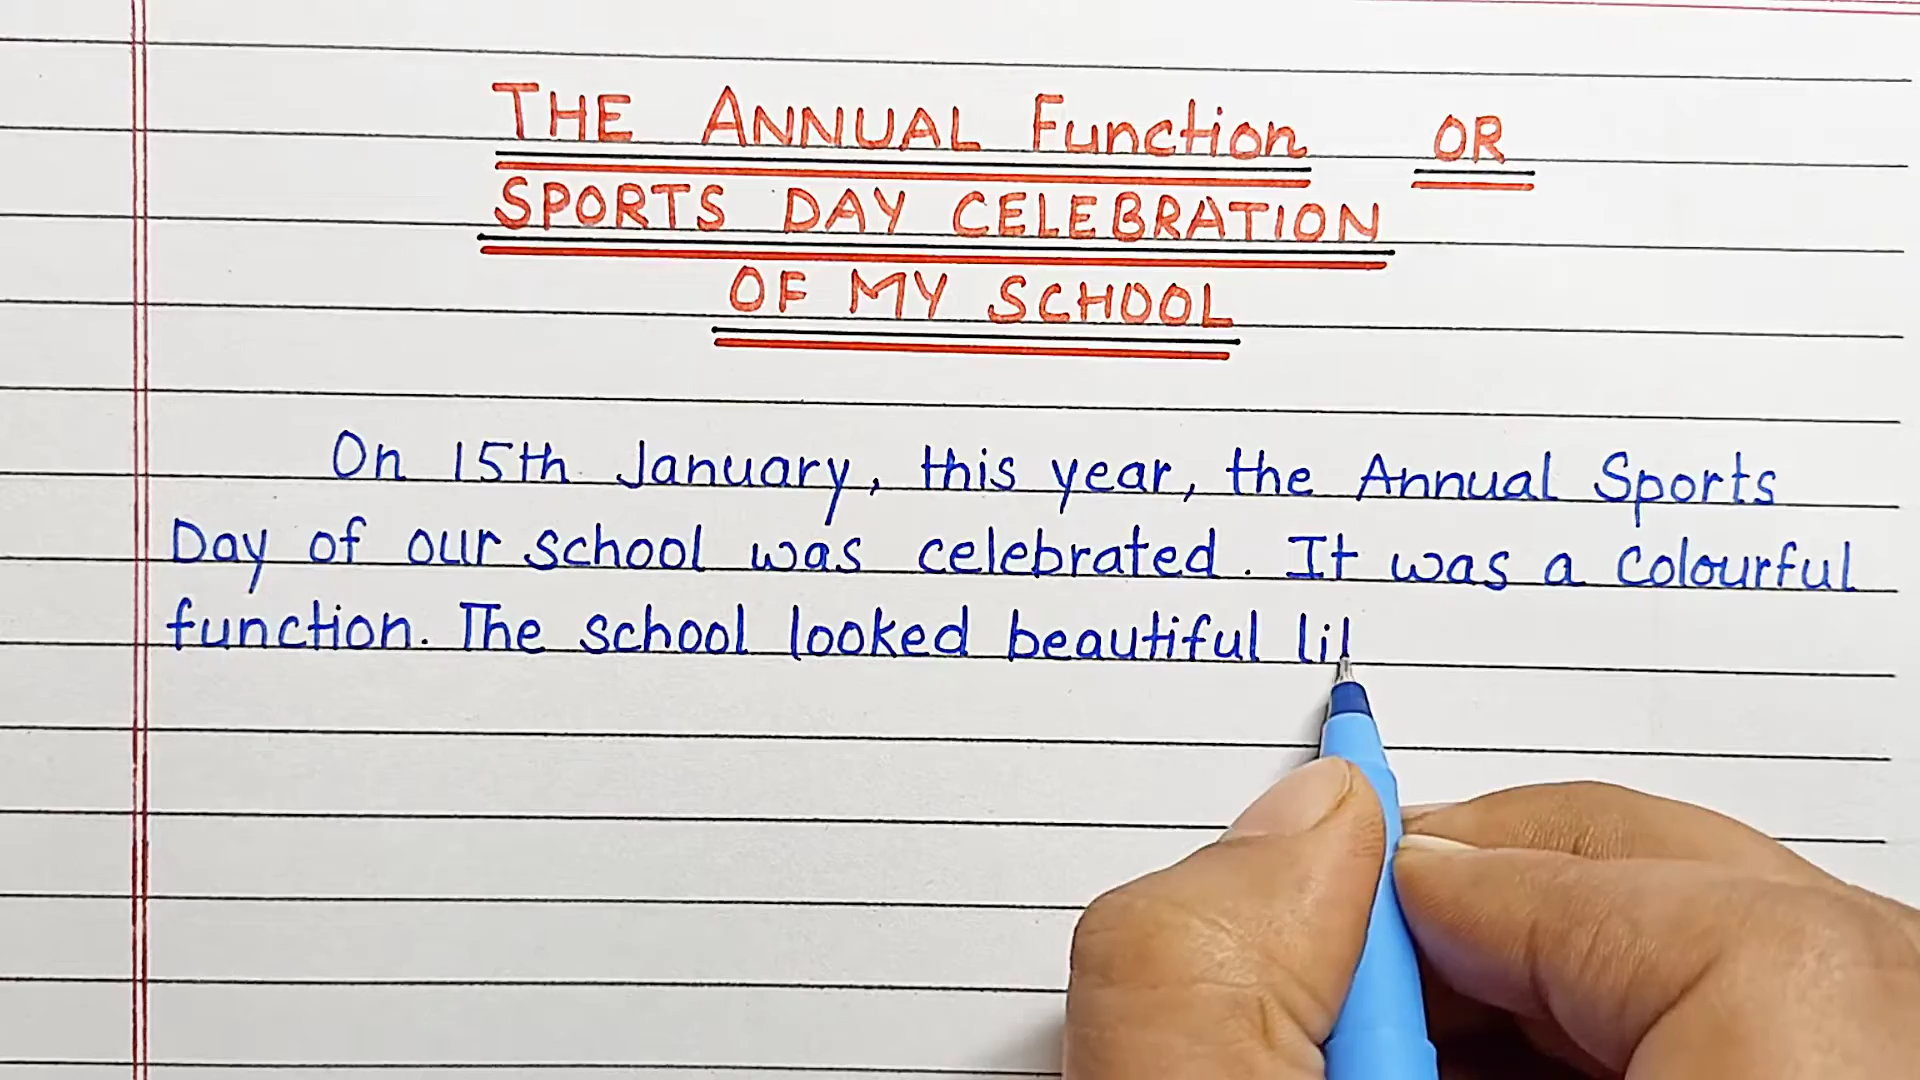 THE ANNUAL Function OR
SPORTS DAY CELEBRATION
OF MY SCHOOL
On 15th January, this year, the Annual Sports
Day of our school was celebrated. It was a colourful
function. The school looked beautiful